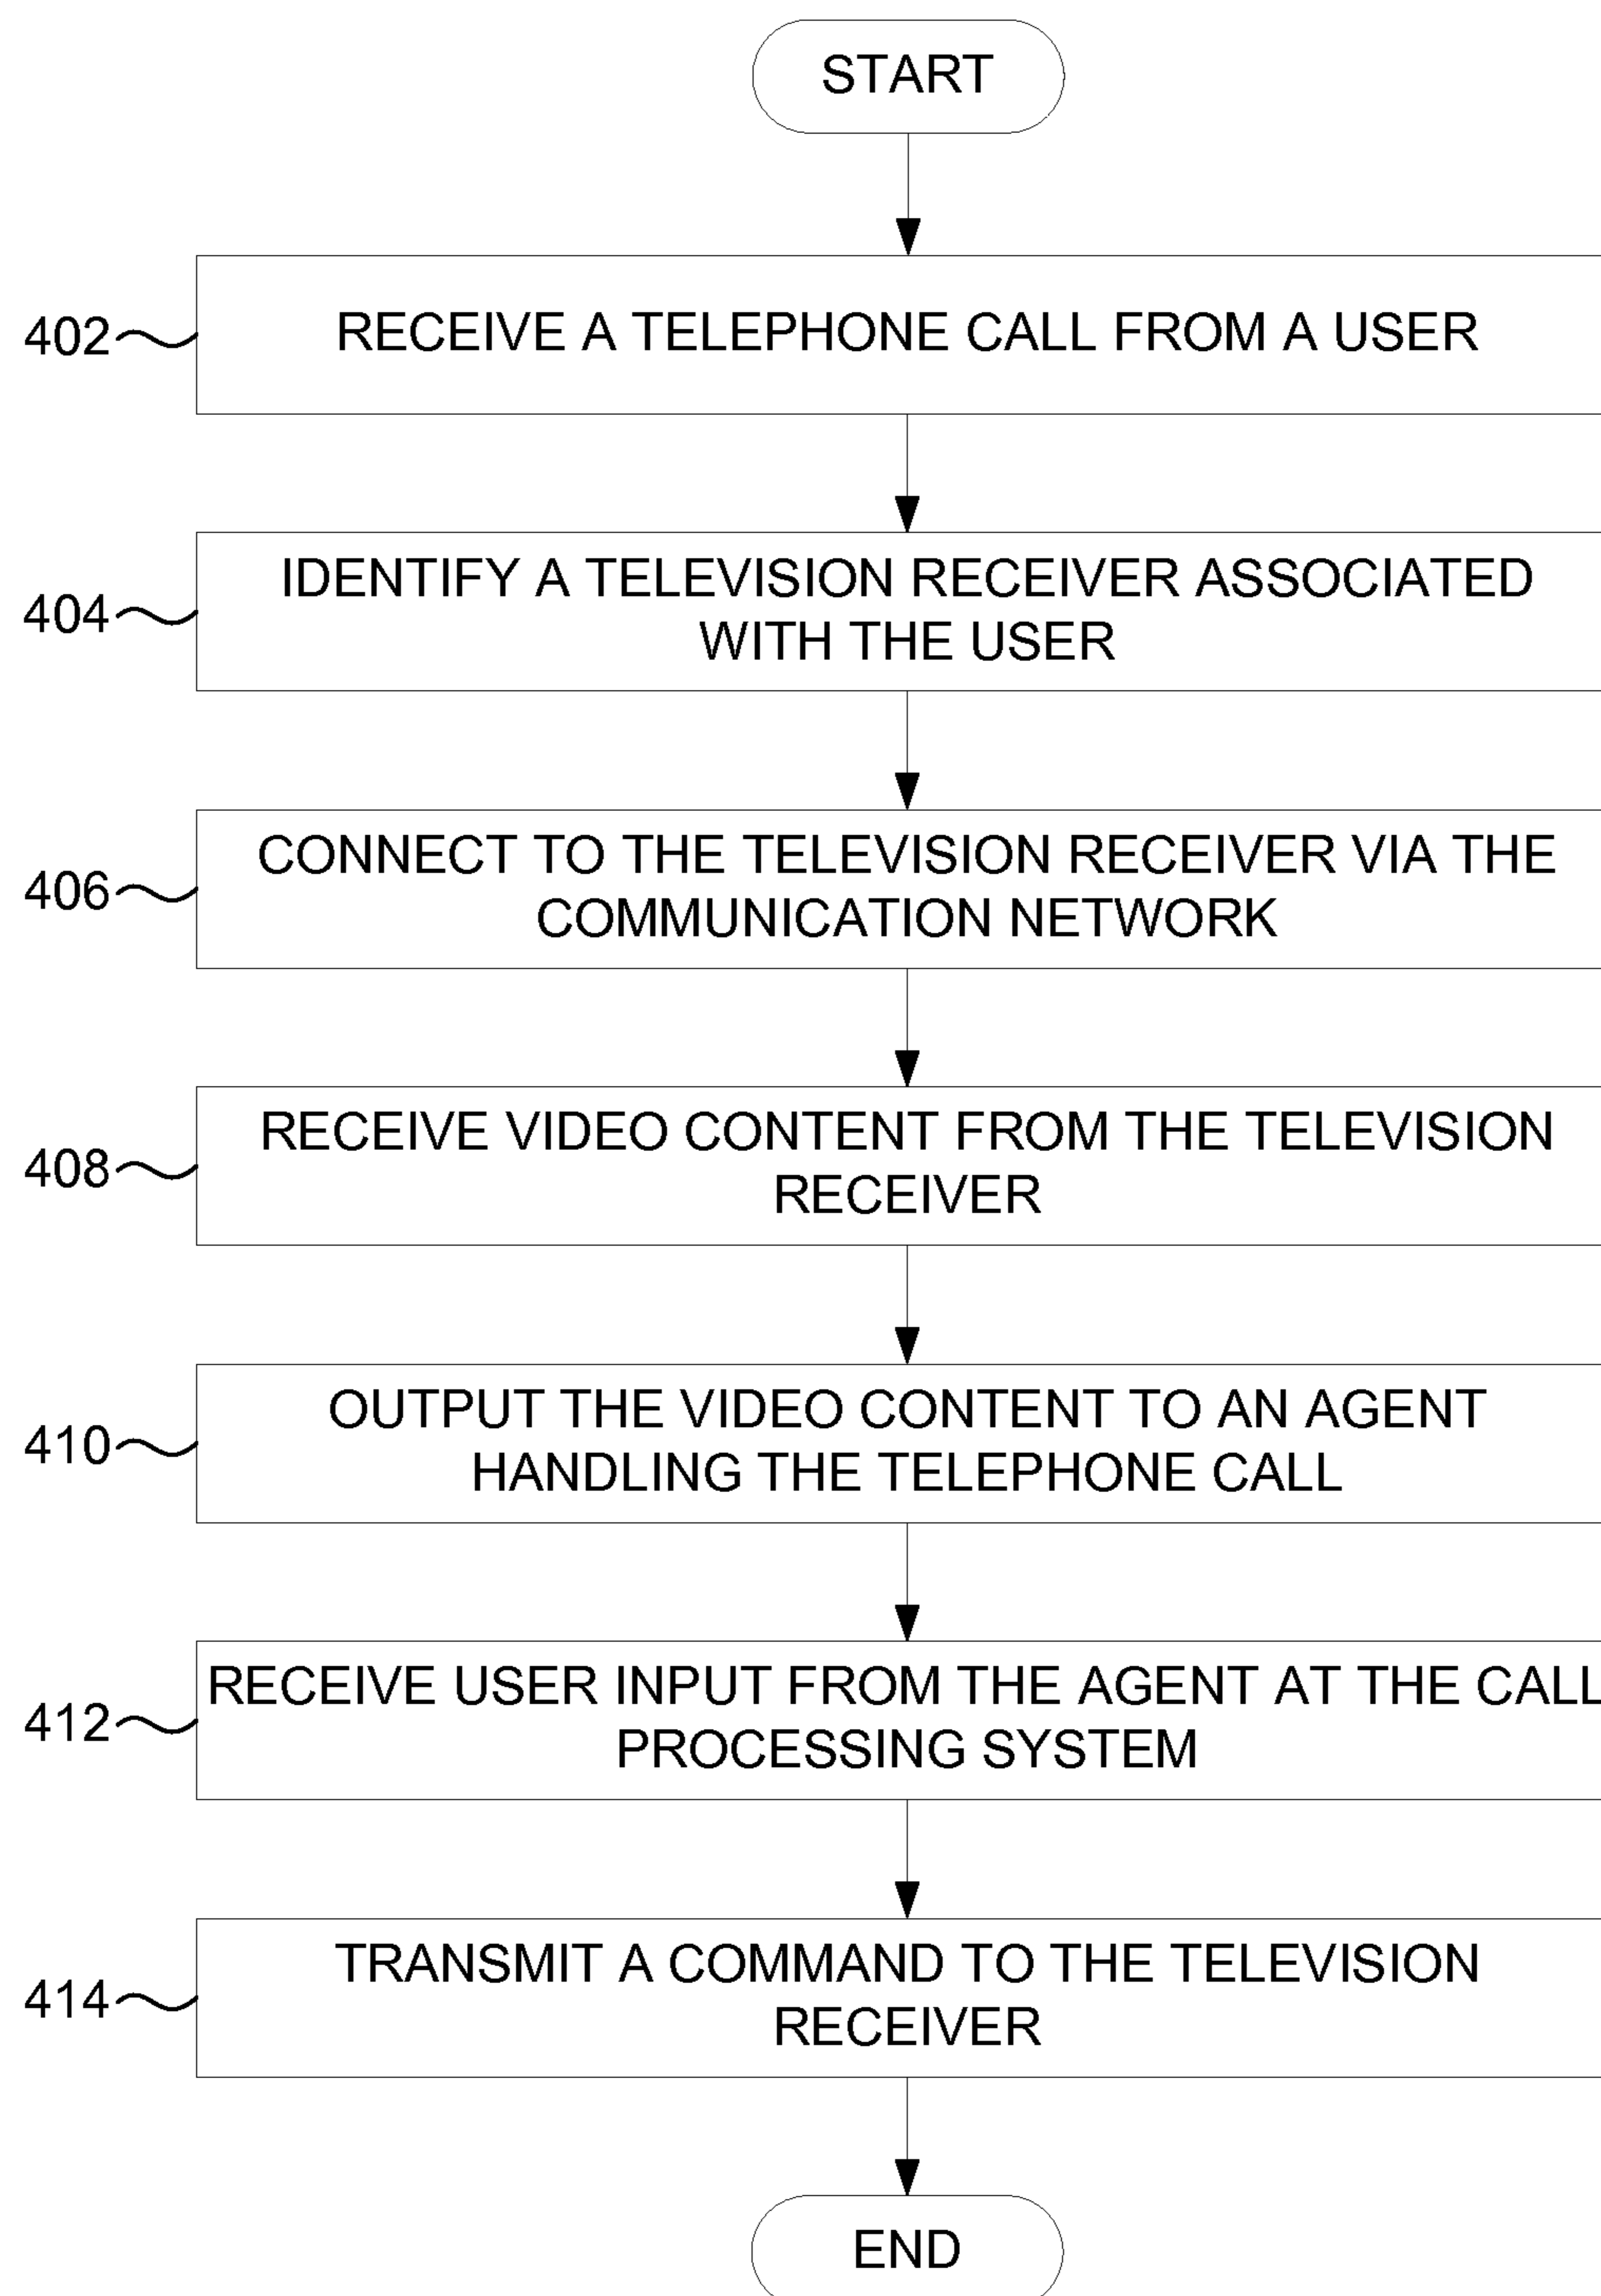 START
402
RECEIVE A TELEPHONE CALL FROM A USER
404
IDENTIFY A TELEVISION RECEIVER ASSOCIATED
WITH THE USER
406
CONNECT TO THE TELEVISION RECEIVER VIA THE
COMMUNICATION NETWORK
408
RECEIVE VIDEO CONTENT FROM THE TELEVISION
RECEIVER
410
OUTPUT THE VIDEO CONTENT TO AN AGENT
HANDLING THE TELEPHONE CALL
412
RECEIVE USER INPUT FROM THE AGENT AT THE CALL
PROCESSING SYSTEM
414
TRANSMIT A COMMAND TO THE TELEVISION
RECEIVER
END